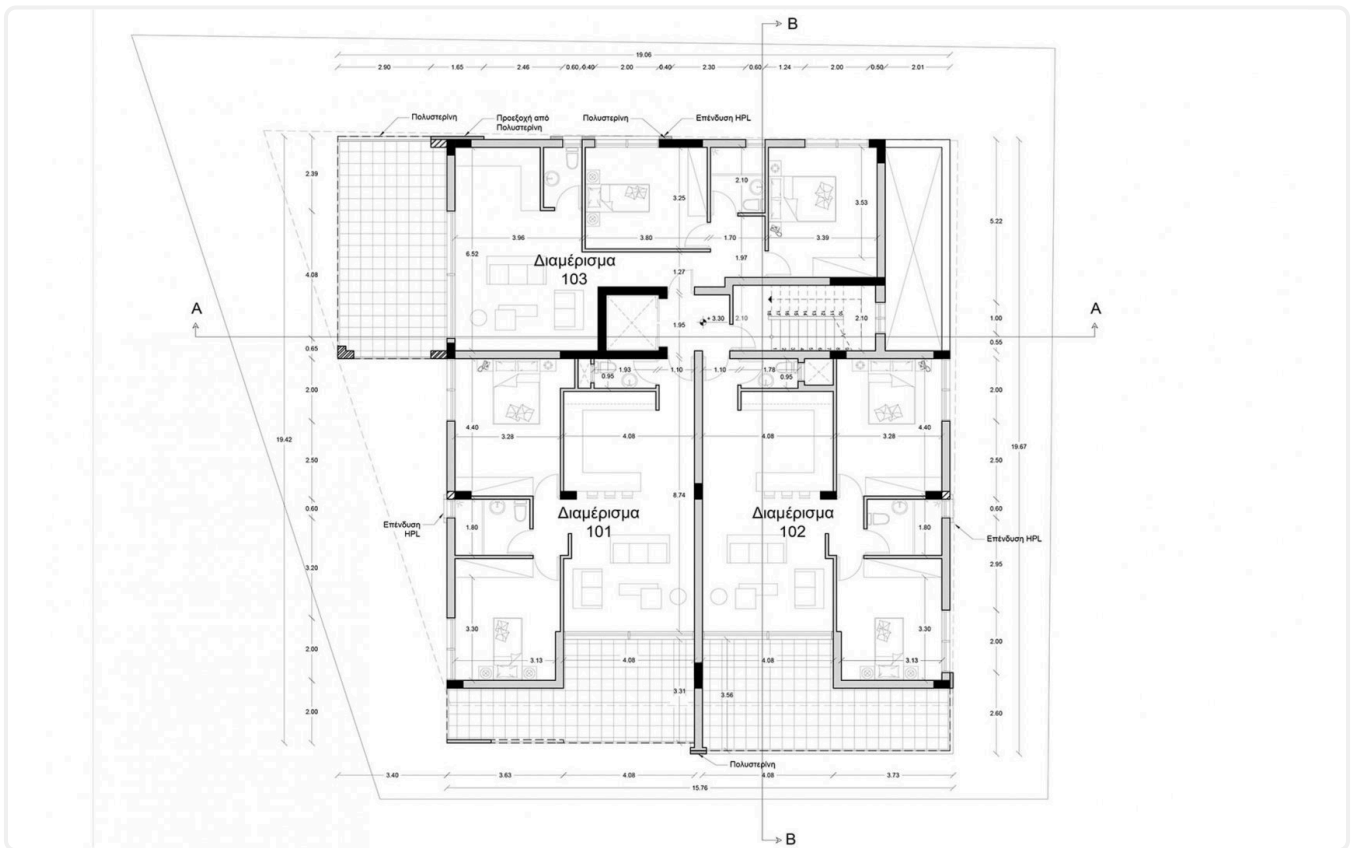 B
19.06
2.90 1.65 2.46 0.60 0.40 2.00 0.40 2.30 0.60 1.24 2.00 0.50 2.01
Πολυστερίνη
Προεξοχή από
Πολυστερίνη
Πολυστερίνη
Επένδυση HPL
2.39
2.10
3.25
3.53
5.22
3.96 3.80 1.70 3.39
6.52
Διαμέρισμα
103
1.97
1.27
4.08
A
A
+ 3.30
2.10
2.10
1.95
1.00
0.65
0.55
1.93 1.10 1.10 1.78
0.95
0.95
2.00
2.00
4.40
4.40
3.28 4.08 4.08 3.28
19.42
19.67
2.50
2.50
8.74
0.60
0.60
Διαμέρισμα
101
Διαμέρισμα
102
Επένδυση
HPL
1.80
1.80
Επένδυση HPL
3.20
2.95
3.30
3.30
2.00
2.00
3.13 4.08 4.08 3.13
3.31
3.56
2.00
2.60
Πολυστερίνη
3.40 3.63 4.08 4.08 3.73
15.76
B